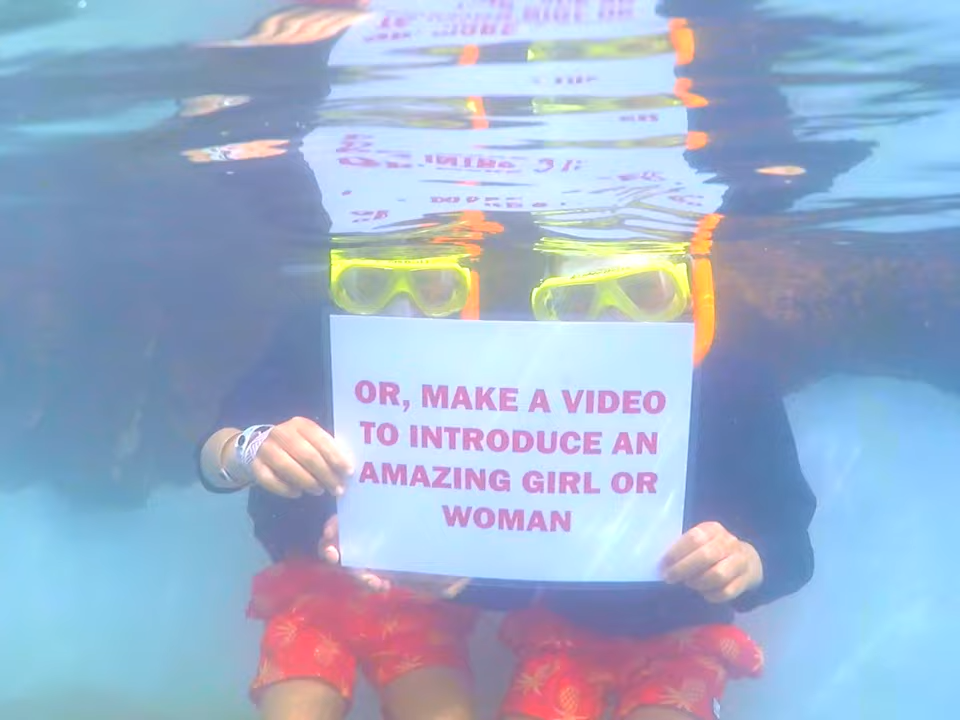 OR, MAKE A VIDEO
TO INTRODUCE AN
AMAZING GIRL OR
WOMAN